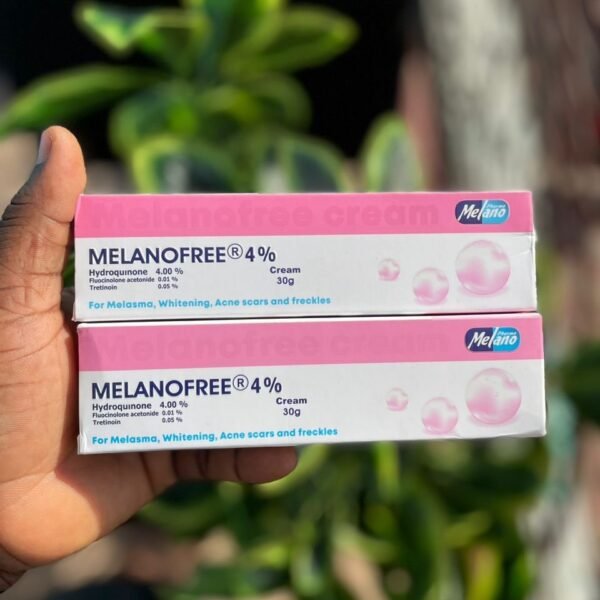 Melanofree cream
Pharma
Melano
MELANOFREE® 4%
Hydroquinone 4.00 %
Fluocinolone acetonide 0.01 %
Tretinoin 0.05 %
Cream
30g
For Melasma, Whitening, Acne scars and freckles
Melanofree cream
Pharma
Melano
MELANOFREE® 4%
Hydroquinone 4.00 %
Fluocinolone acetonide 0.01 %
Tretinoin 0.05 %
Cream
30g
For Melasma, Whitening, Acne scars and freckles